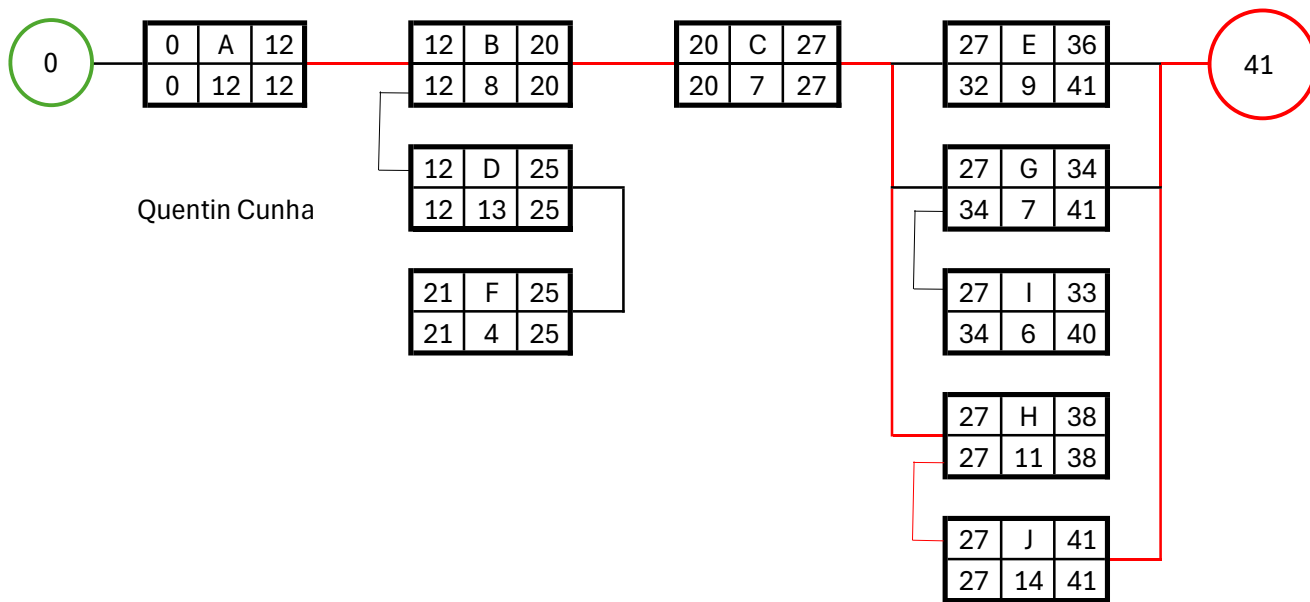 0
0 A 12
0 12 12
12 B 20
12 8 20
20 C 27
20 7 27
27 E 36
32 9 41
41
12 D 25
12 13 25
27 G 34
34 7 41
Quentin Cunha
21 F 25
21 4 25
27 I 33
34 6 40
27 H 38
27 11 38
27 J 41
27 14 41